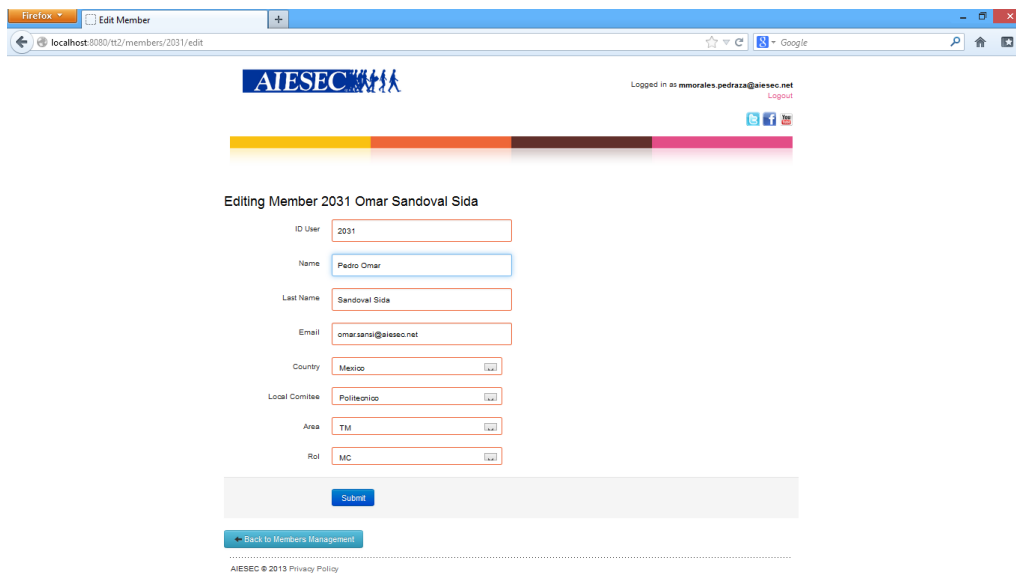 Firefox
Edit Member
+
localhost:8080/tt2/members/2031/edit
Google
AIESEC
Logged in as mmorales.pedraza@aiesec.net
Logout
You
Editing Member 2031 Omar Sandoval Sida
ID User 2031
Name Pedro Omar
Last Name Sandoval Sida
Email omar.sansi@aiesec.net
Country Mexico
Local Comitee Politecnico
Area TM
Rol MC
Submit
Back to Members Management
AIESEC © 2013 Privacy Policy